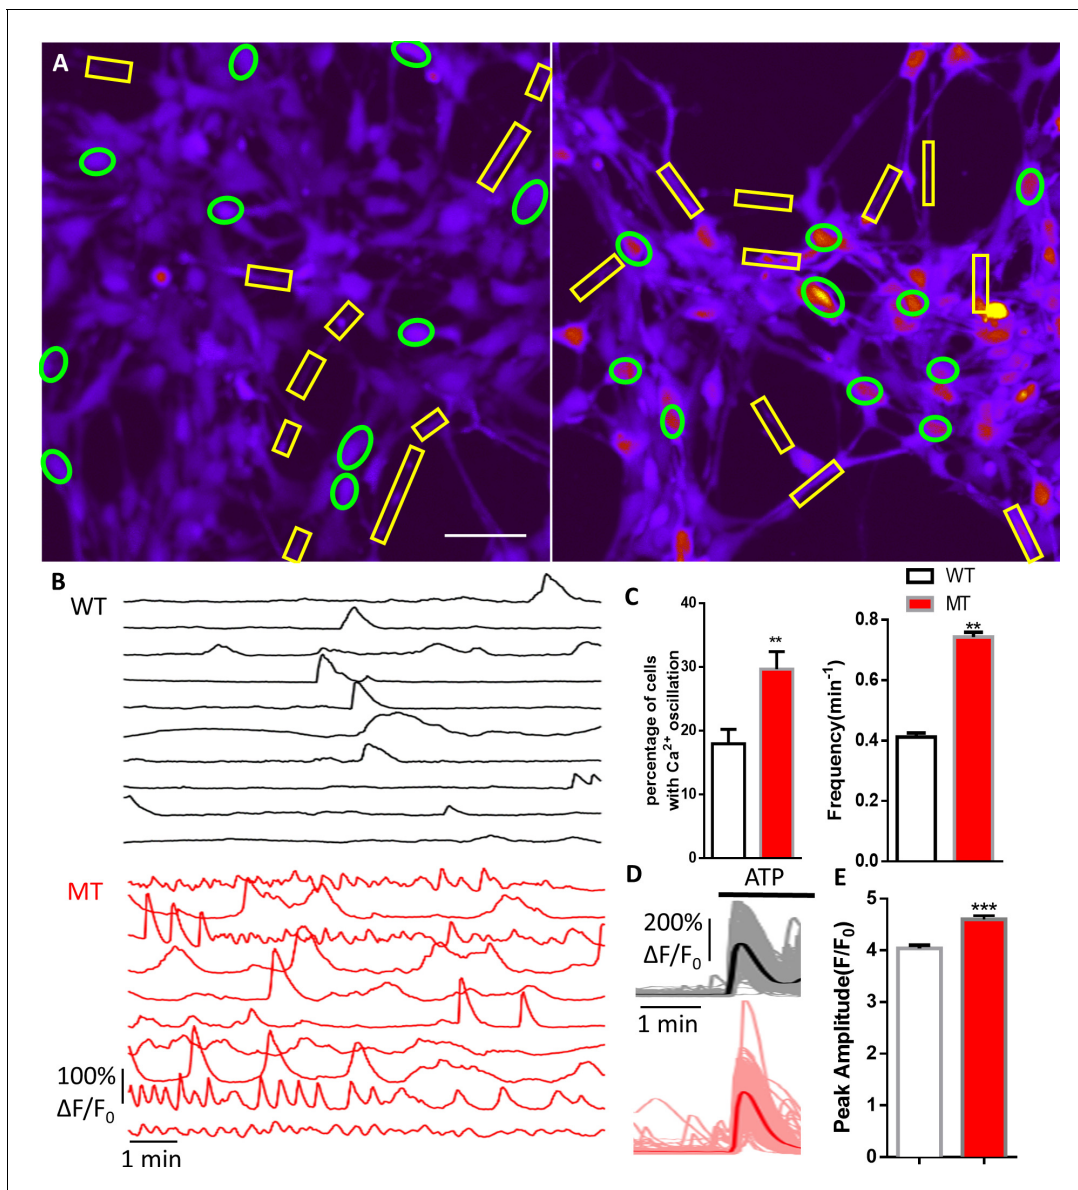 A
B
WT
MT
100%
ΔF/F0
1 min
C
WT
MT
percentage of cells
with Ca2+ oscillation
40
30
20
10
0
**
Frequency(min-1)
0.8
0.6
0.4
0.2
0.0
**
D
ATP
200%
ΔF/F0
1 min
E
Peak Amplitude(F/F0)
5
4
3
2
1
0
***